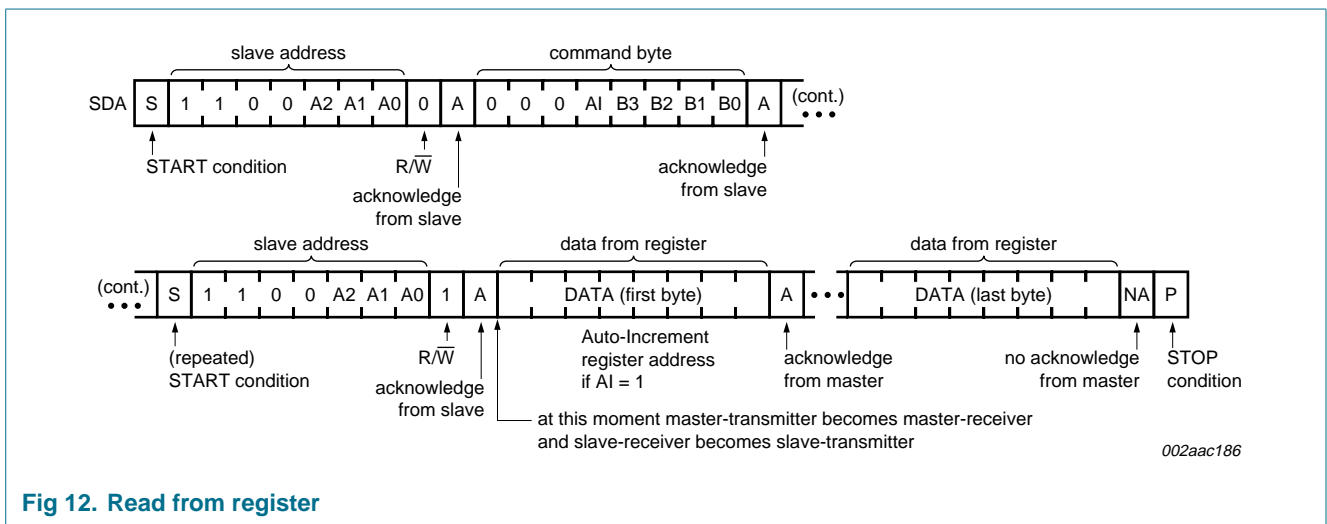 slave address command byte
SDA S 1 1 0 0 A2 A1 A0 0 A 0 0 0 AI B3 B2 B1 B0 A (cont.)
START condition R/W̅ acknowledge from slave acknowledge from slave
slave address data from register data from register
(cont.) S 1 1 0 0 A2 A1 A0 1 A DATA (first byte) A DATA (last byte) NA P
(repeated) START condition
R/W̅
acknowledge from slave
Auto-Increment
register address
if AI = 1
acknowledge
from master
no acknowledge
from master
STOP
condition
at this moment master-transmitter becomes master-receiver
and slave-receiver becomes slave-transmitter
002aac186
Fig 12. Read from register